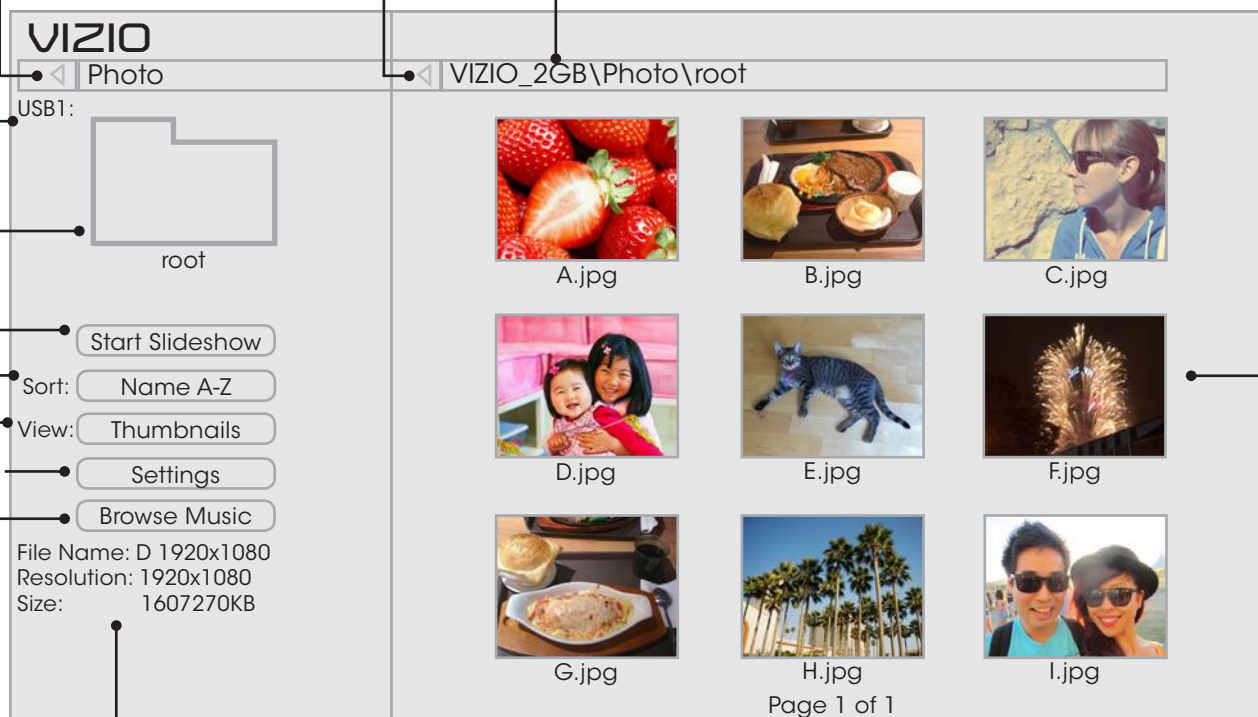 VIZIO
Photo
USB1:
root
Start Slideshow
Sort: Name A-Z
View: Thumbnails
Settings
Browse Music
File Name: D 1920x1080
Resolution: 1920x1080
Size: 1607270KB
VIZIO_2GB\Photo\root
A.jpg
B.jpg
C.jpg
D.jpg
E.jpg
F.jpg
G.jpg
H.jpg
I.jpg
Page 1 of 1